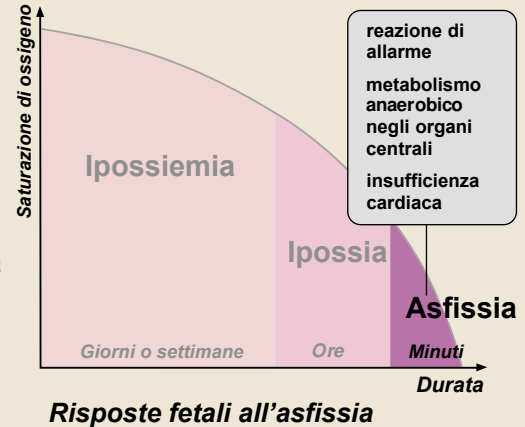 reazione di
allarme
metabolismo
anaerobico
negli organi
centrali
insufficienza
cardiaca
Saturazione di ossigeno
Ipossiemia
Ipossia
Asfissia
Giorni o settimane
Ore
Minuti
Durata
Risposte fetali all'asfissia